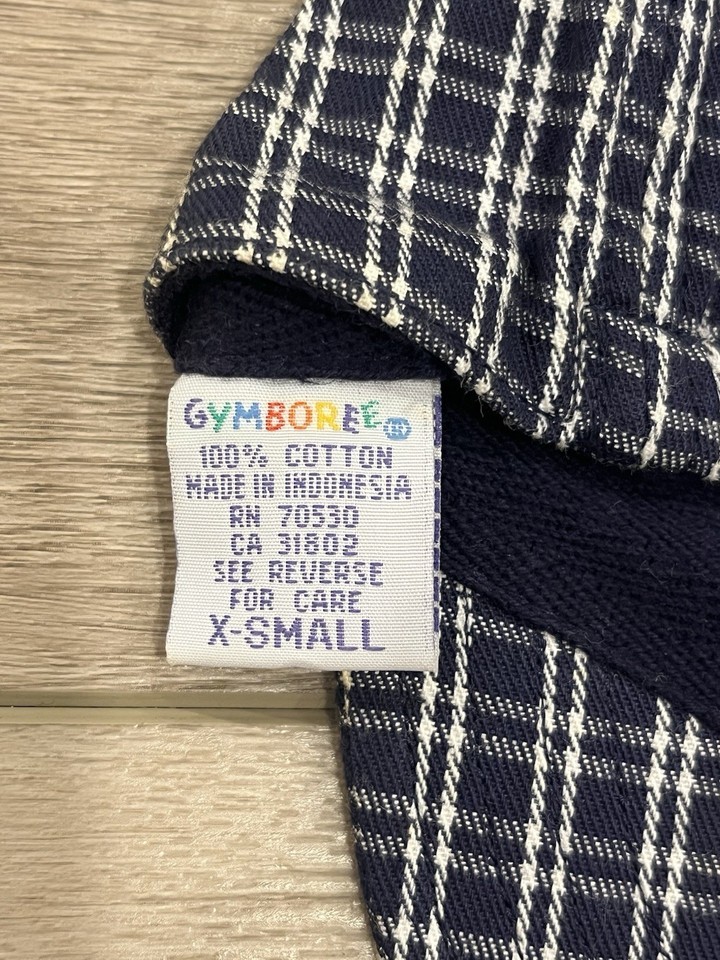 GYMBOREE ®
100% COTTON
MADE IN INDONESIA
RN 70530
CA 31802
SEE REVERSE
FOR CARE
X-SMALL